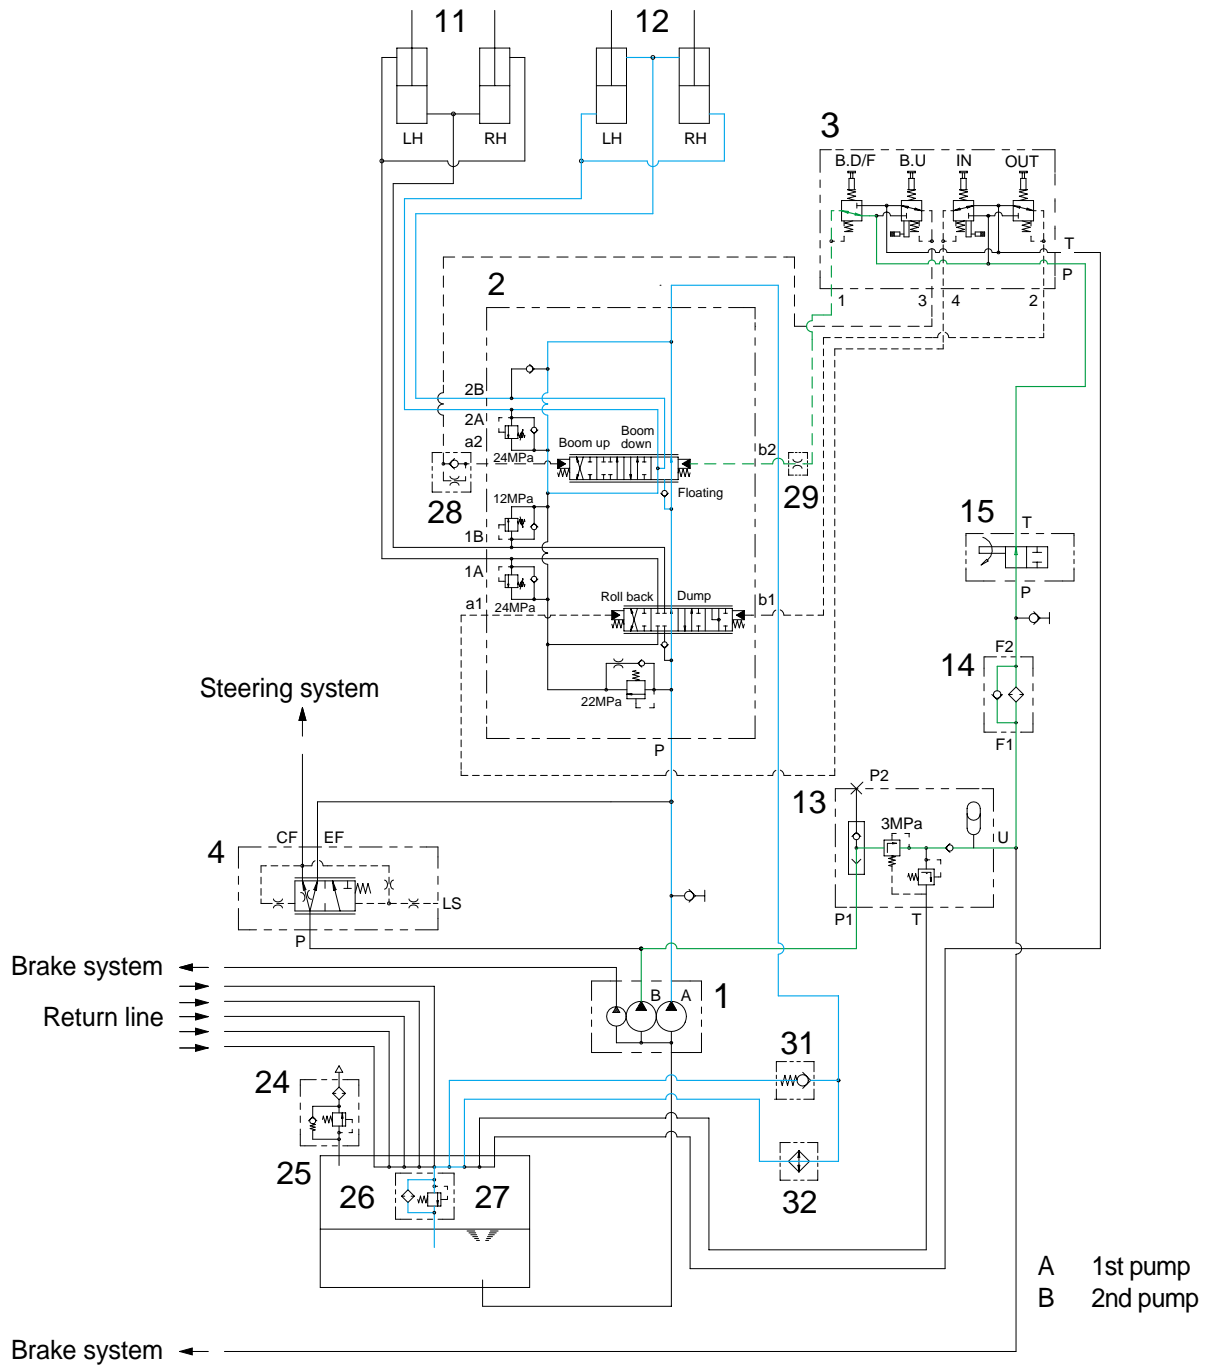 11
12
LH
RH
LH
RH
3
B.D/F
B.U
IN
OUT
T
P
1
3
4
2
2
2B
2A
a2
24MPa
Boom up
Boom down
Floating
b2
28
29
12MPa
1B
1A
a1
24MPa
Roll back
Dump
b1
22MPa
P
15
T
P
14
F2
F1
Steering system
13
P2
3MPa
U
P1
T
4
CF
EF
LS
P
Brake system
Return line
1
B
A
31
32
24
25
26
27
A 1st pump
B 2nd pump
Brake system